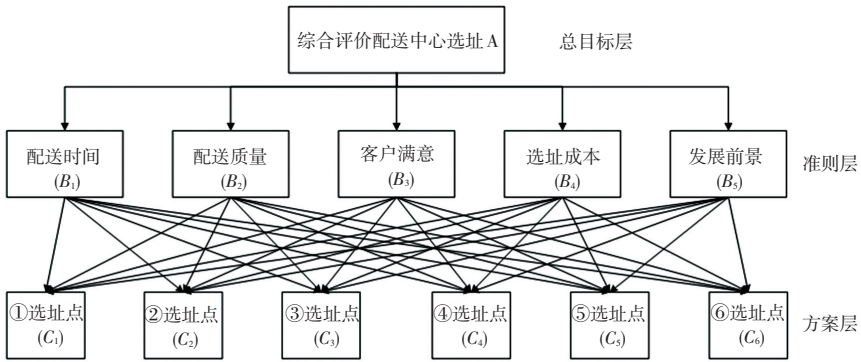 综合评价配送中心选址A
总目标层
配送时间
(B₁)
配送质量
(B₂)
客户满意
(B₃)
选址成本
(B₄)
发展前景
(B₅)
准则层
①选址点
(C₁)
②选址点
(C₂)
③选址点
(C₃)
④选址点
(C₄)
⑤选址点
(C₅)
⑥选址点
(C₆)
方案层